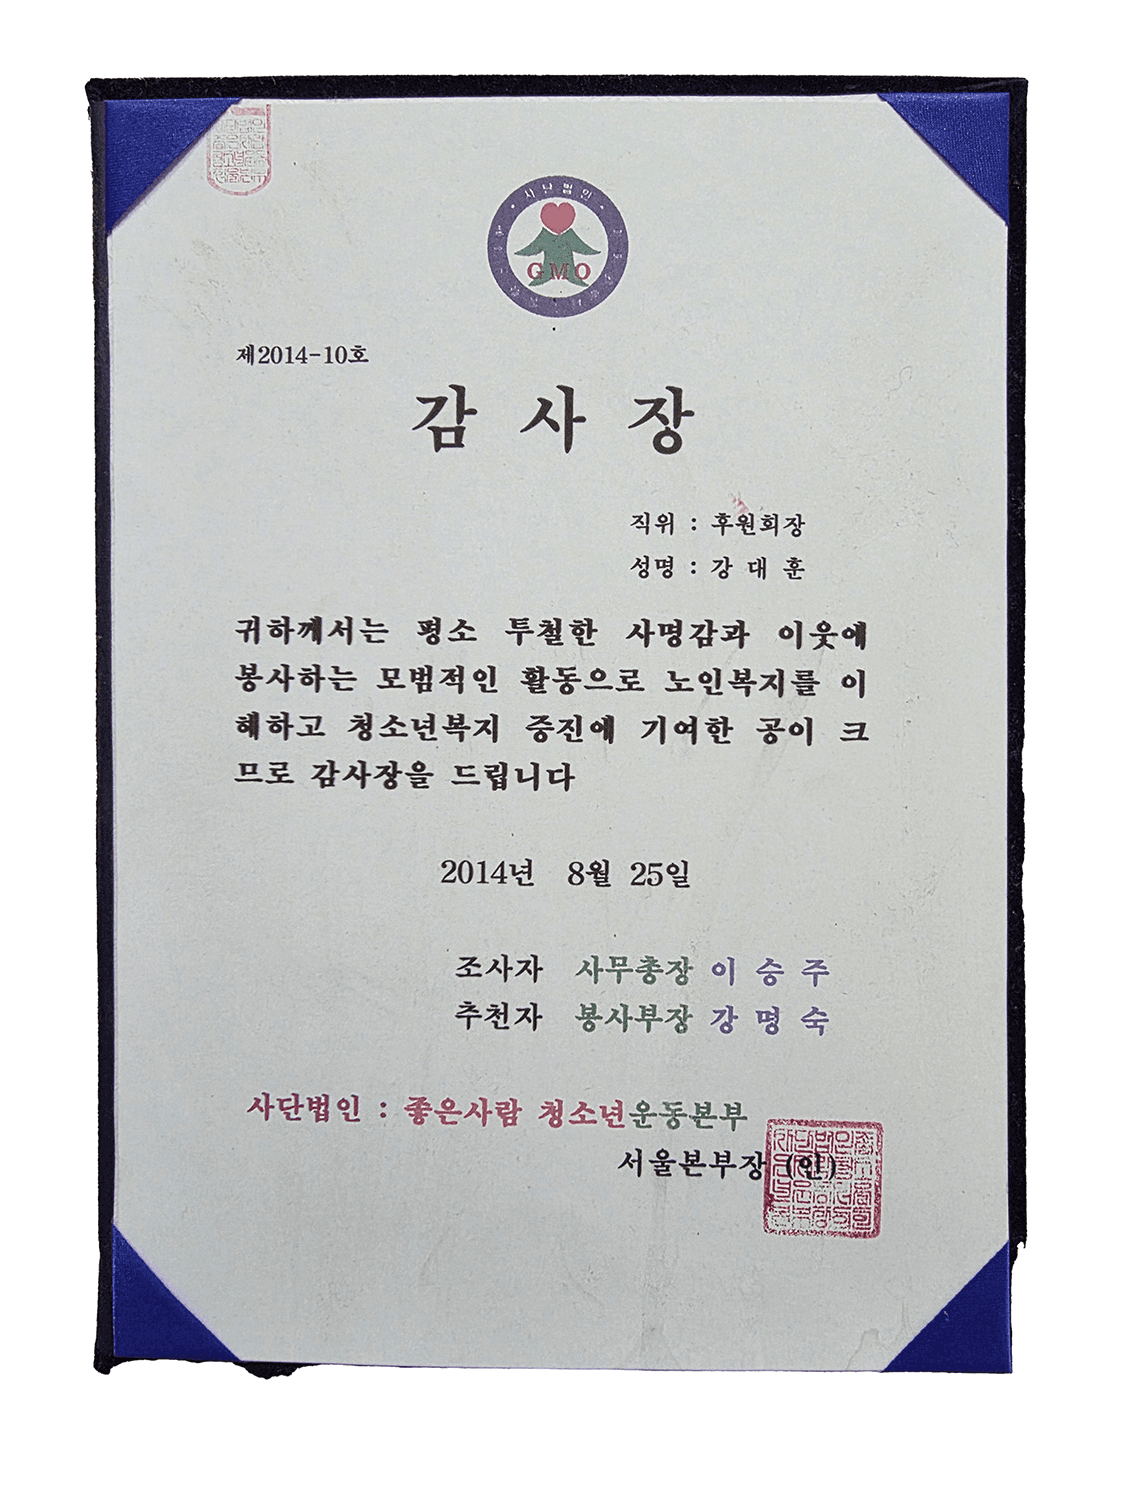 사단법인
GMO
제2014-10호
감 사 장
직위 : 후원회장
성명 : 강 대 훈
귀하께서는 평소 투철한 사명감과 이웃에
봉사하는 모범적인 활동으로 노인복지를 이
해하고 청소년복지 증진에 기여한 공이 크
므로 감사장을 드립니다
2014년 8월 25일
조사자 사무총장 이 승 주
추천자 봉사부장 강 명 숙
사단법인 : 좋은사람 청소년운동본부
서울본부장 (인)